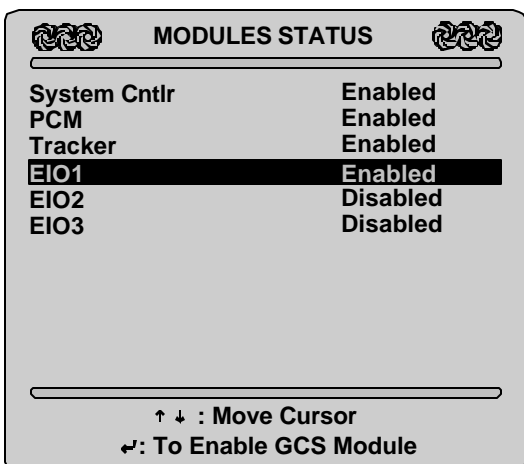 MODULES STATUS
System Cntlr Enabled
PCM Enabled
Tracker Enabled
EIO1 Enabled
EIO2 Disabled
EIO3 Disabled
↑ ↓ : Move Cursor
↵: To Enable GCS Module